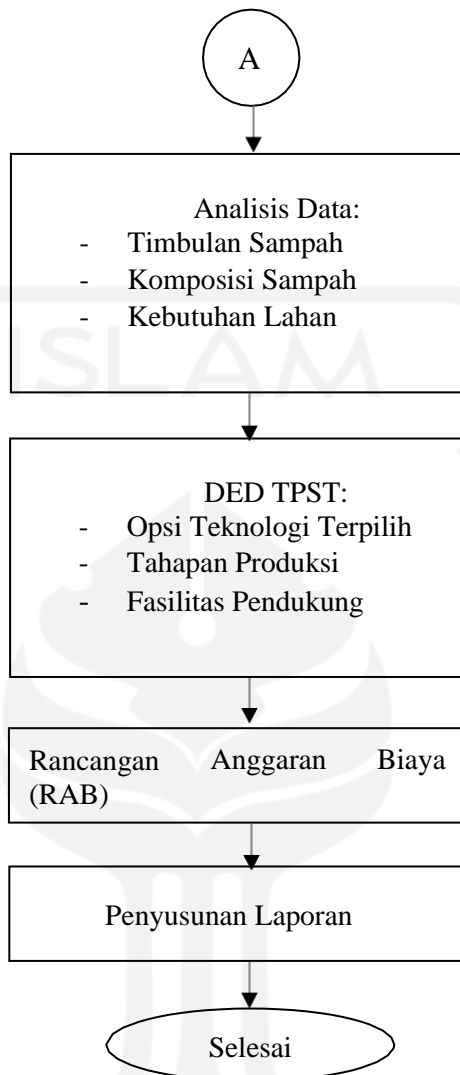 A
Analisis Data:
- Timbulan Sampah
- Komposisi Sampah
- Kebutuhan Lahan
ISLAM
DED TPST:
- Opsi Teknologi Terpilih
- Tahapan Produksi
- Fasilitas Pendukung
Rancangan Anggaran Biaya
(RAB)
Penyusunan Laporan
Selesai